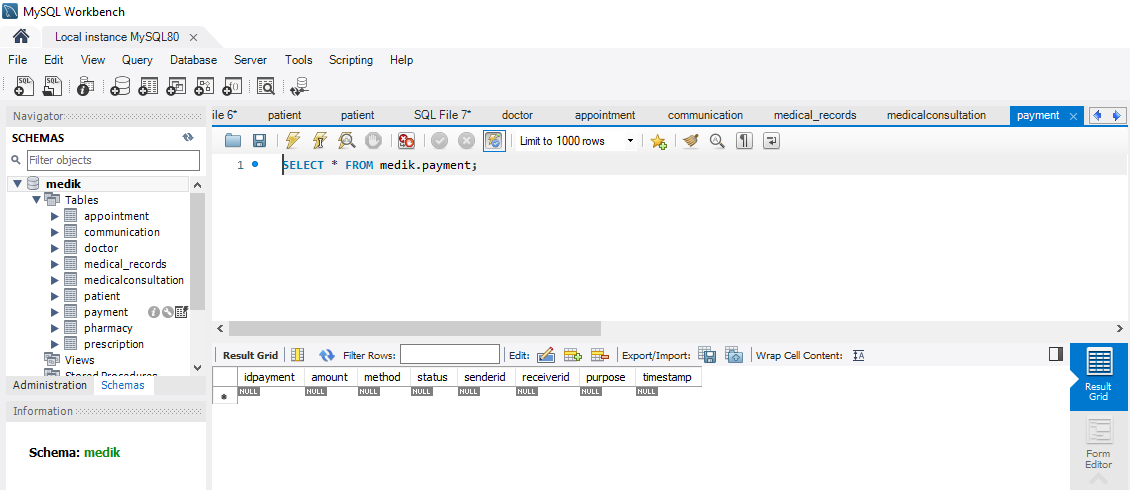 MySQL Workbench
Local instance MySQL80
File Edit View Query Database Server Tools Scripting Help
Navigator
SCHEMAS
Filter objects
medik
Tables
appointment
communication
doctor
medical_records
medicalconsultation
patient
payment
pharmacy
prescription
Views
Stored Procedures
Administration Schemas
Information
Schema: medik
ile 6* patient patient SQL File 7* doctor appointment communication medical_records medicalconsultation payment
Limit to 1000 rows
1 SELECT * FROM medik.payment;
Result Grid Filter Rows: Edit: Export/Import: Wrap Cell Content:
idpayment amount method status senderid receiverid purpose timestamp
NULL NULL NULL NULL NULL NULL NULL NULL
Result
Grid
Form
Editor